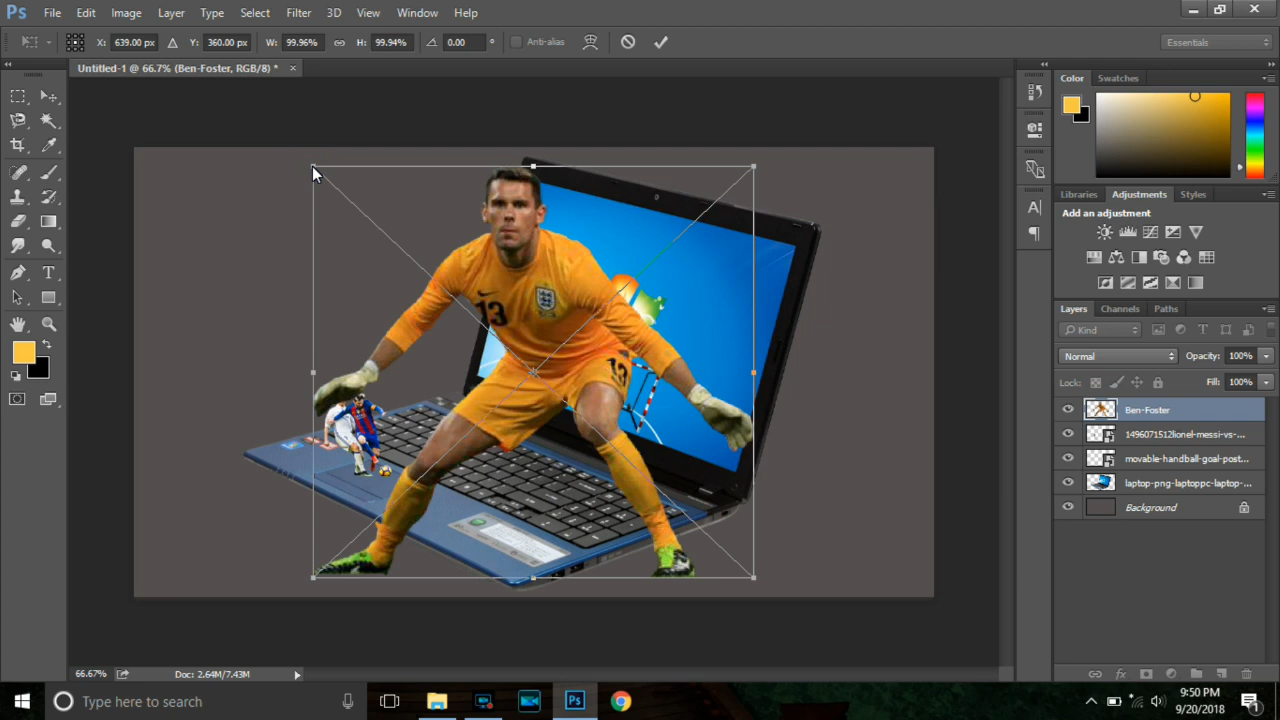 Ps File Edit Image Layer Type Select Filter 3D View Window Help
X: 639.00 px Y: 360.00 px W: 99.96% H: 99.94% 0.00 ° Anti-alias Essentials
Untitled-1 @ 66.7% (Ben-Foster, RGB/8) * ×
Color Swatches
Libraries Adjustments Styles
Add an adjustment
Layers Channels Paths
Kind
Normal Opacity: 100%
Lock: Fill: 100%
Ben-Foster
1496071512lionel-messi-vs-...
movable-handball-goal-post...
laptop-png-laptoppc-laptop-...
Background
13
13
66.67% Doc: 2.64M/7.43M
Type here to search
Ps
9:50 PM
9/20/2018
1